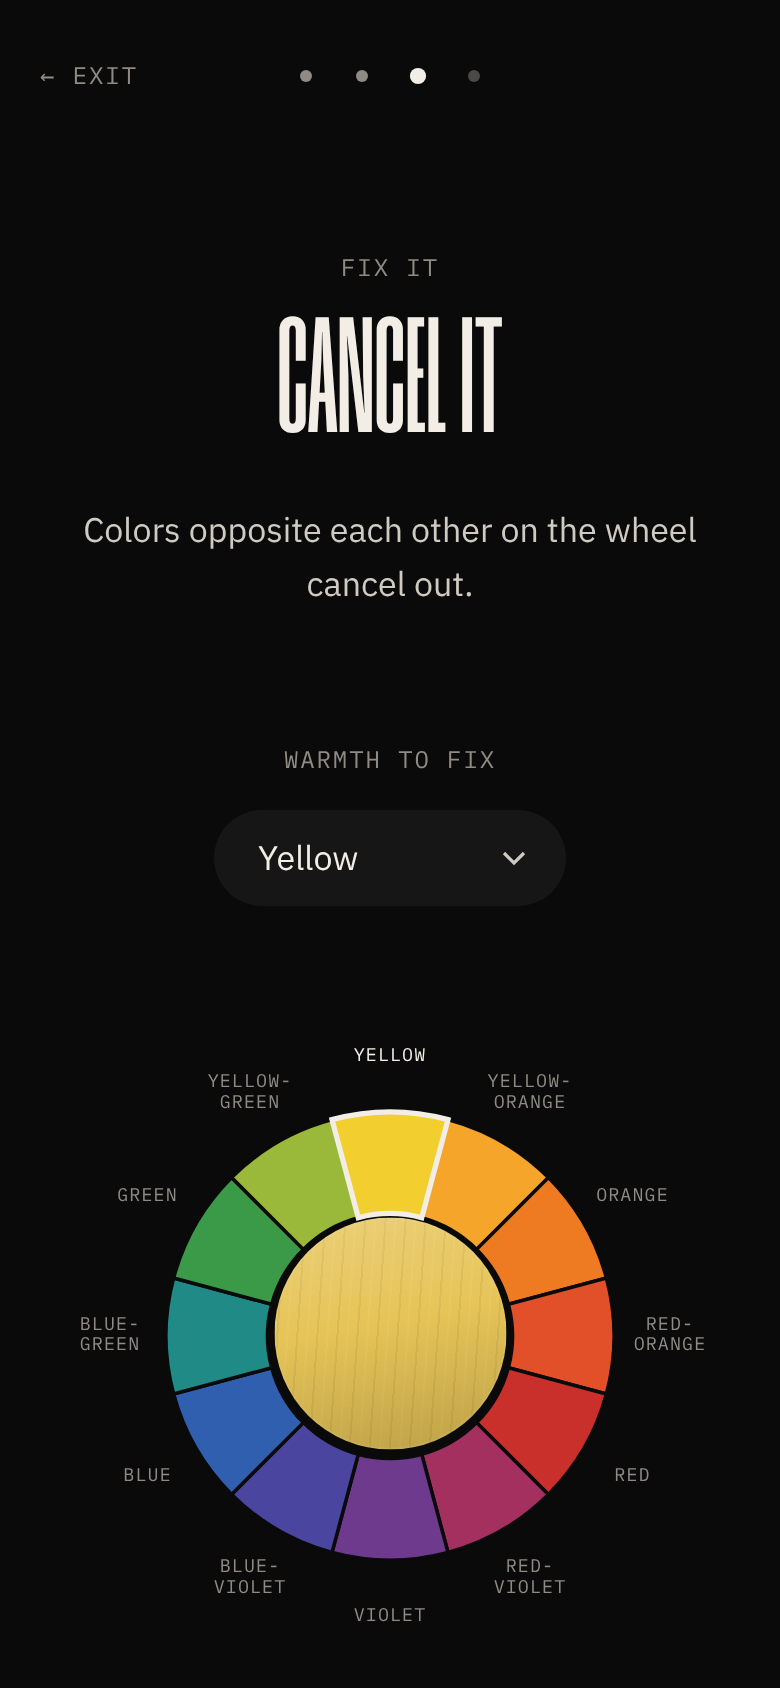 ← EXIT
FIX IT
CANCEL IT
Colors opposite each other on the wheel
cancel out.
WARMTH TO FIX
Yellow
YELLOW
YELLOW-
GREEN
YELLOW-
ORANGE
GREEN
ORANGE
BLUE-
GREEN
RED-
ORANGE
BLUE
RED
BLUE-
VIOLET
RED-
VIOLET
VIOLET